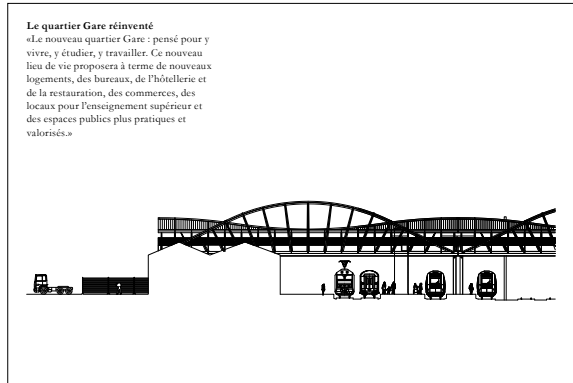 Le quartier Gare réinventé
«Le nouveau quartier Gare : pensé pour y
vivre, y étudier, y travailler. Ce nouveau
lieu de vie proposera à terme de nouveaux
logements, des bureaux, de l’hôtellerie et
de la restauration, des commerces, des
locaux pour l’enseignement supérieur et
des espaces publics plus pratiques et
valorisés.»